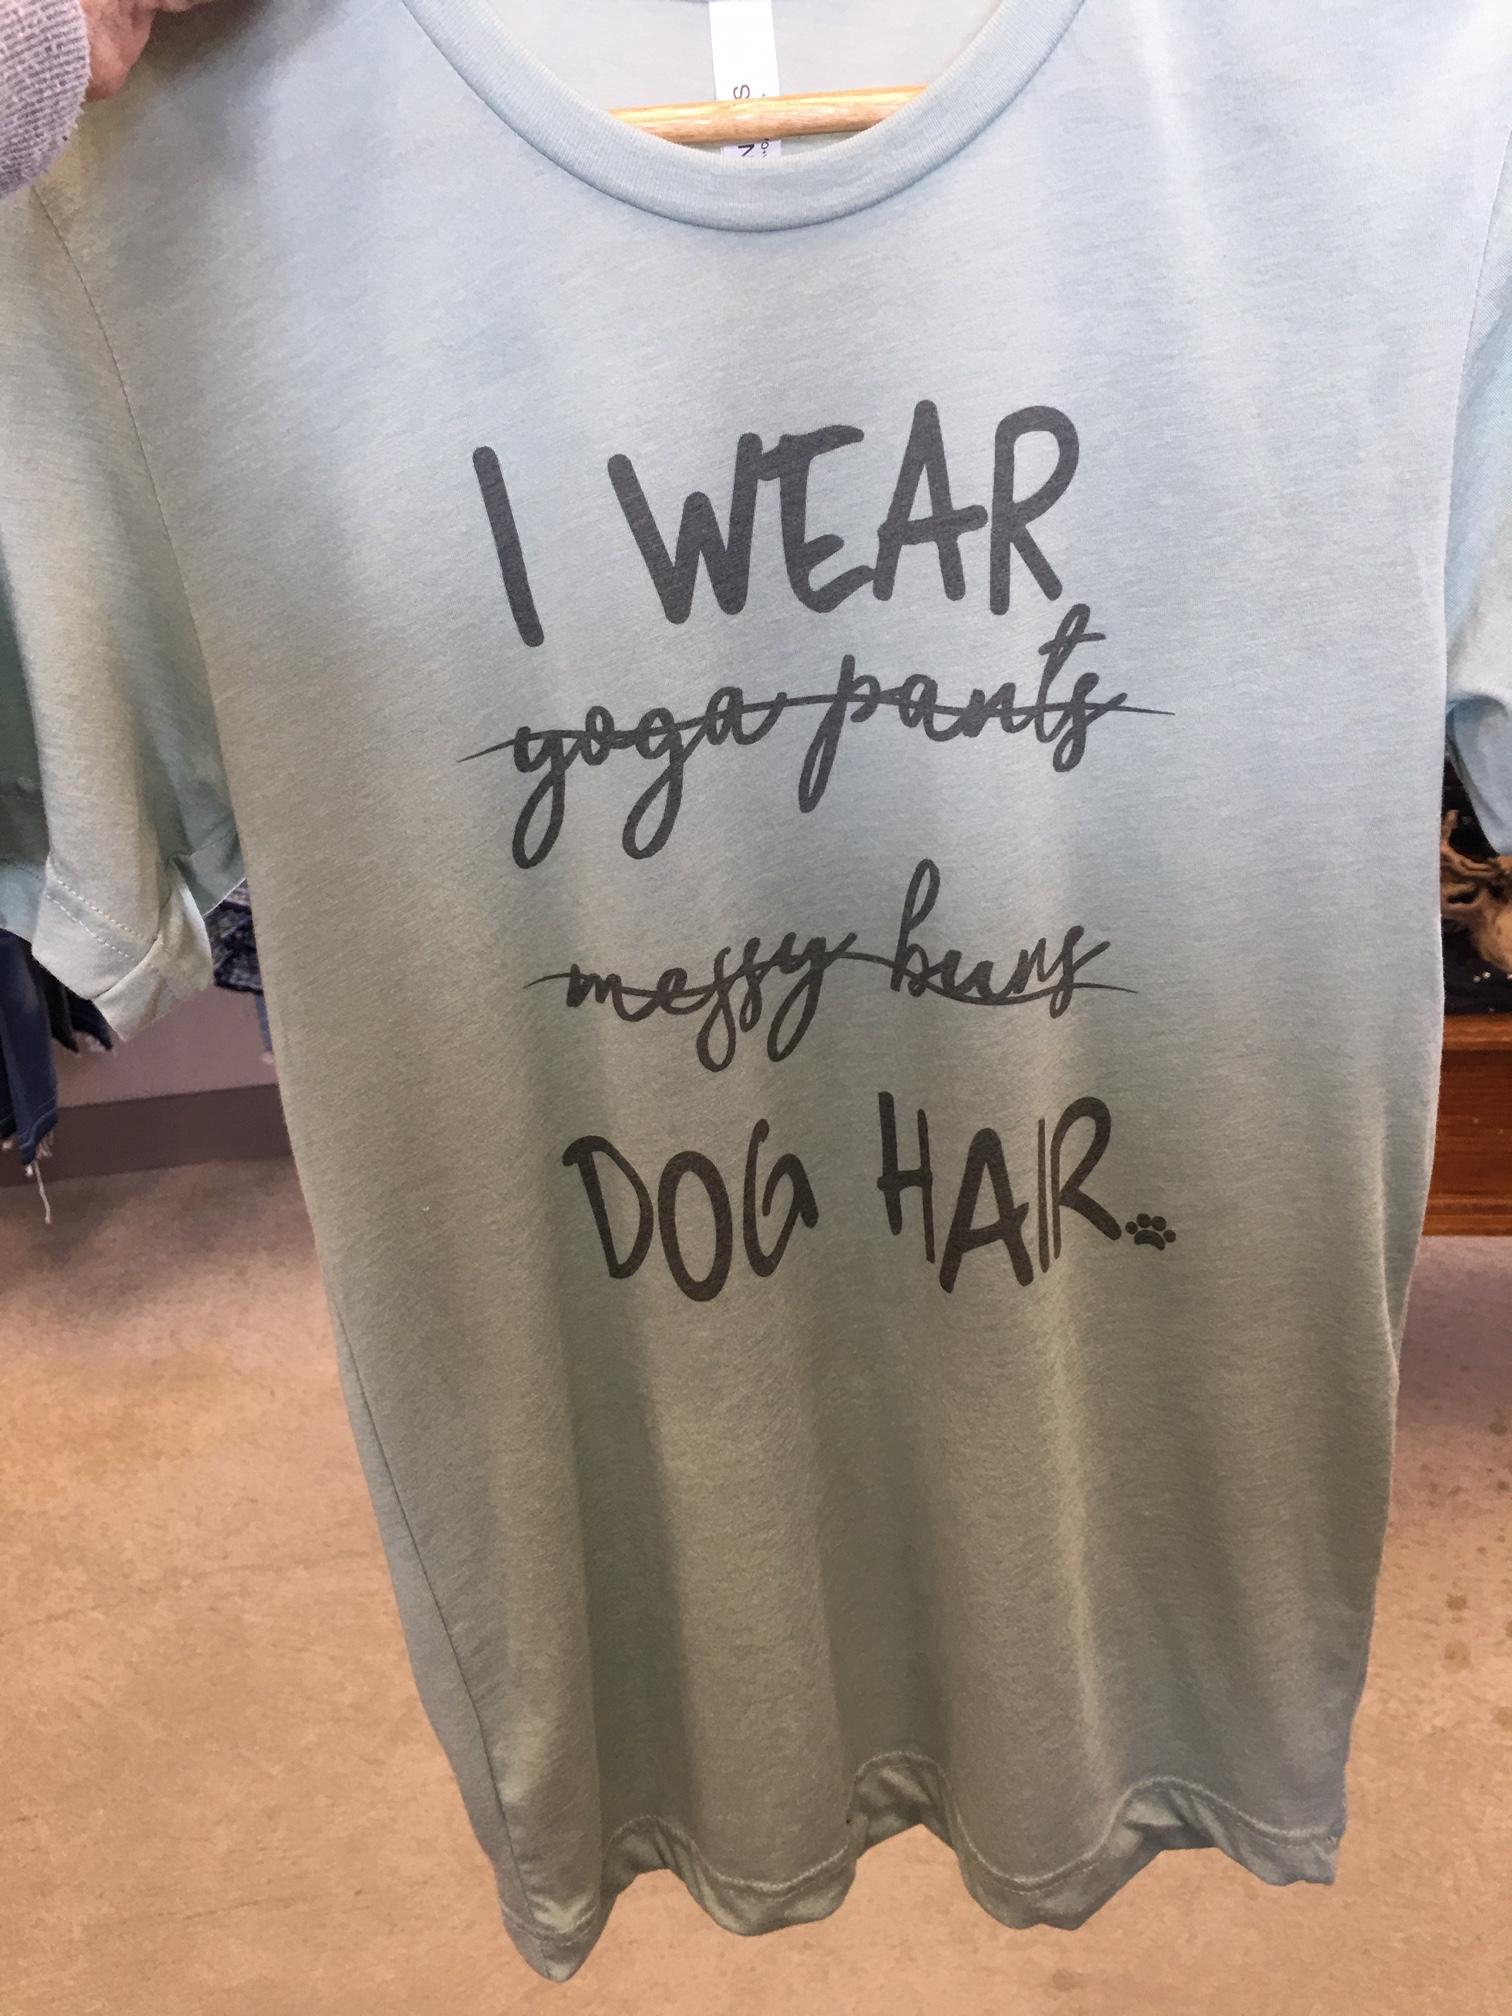 I WEAR
yoga pants
messy buns
DOG HAIR